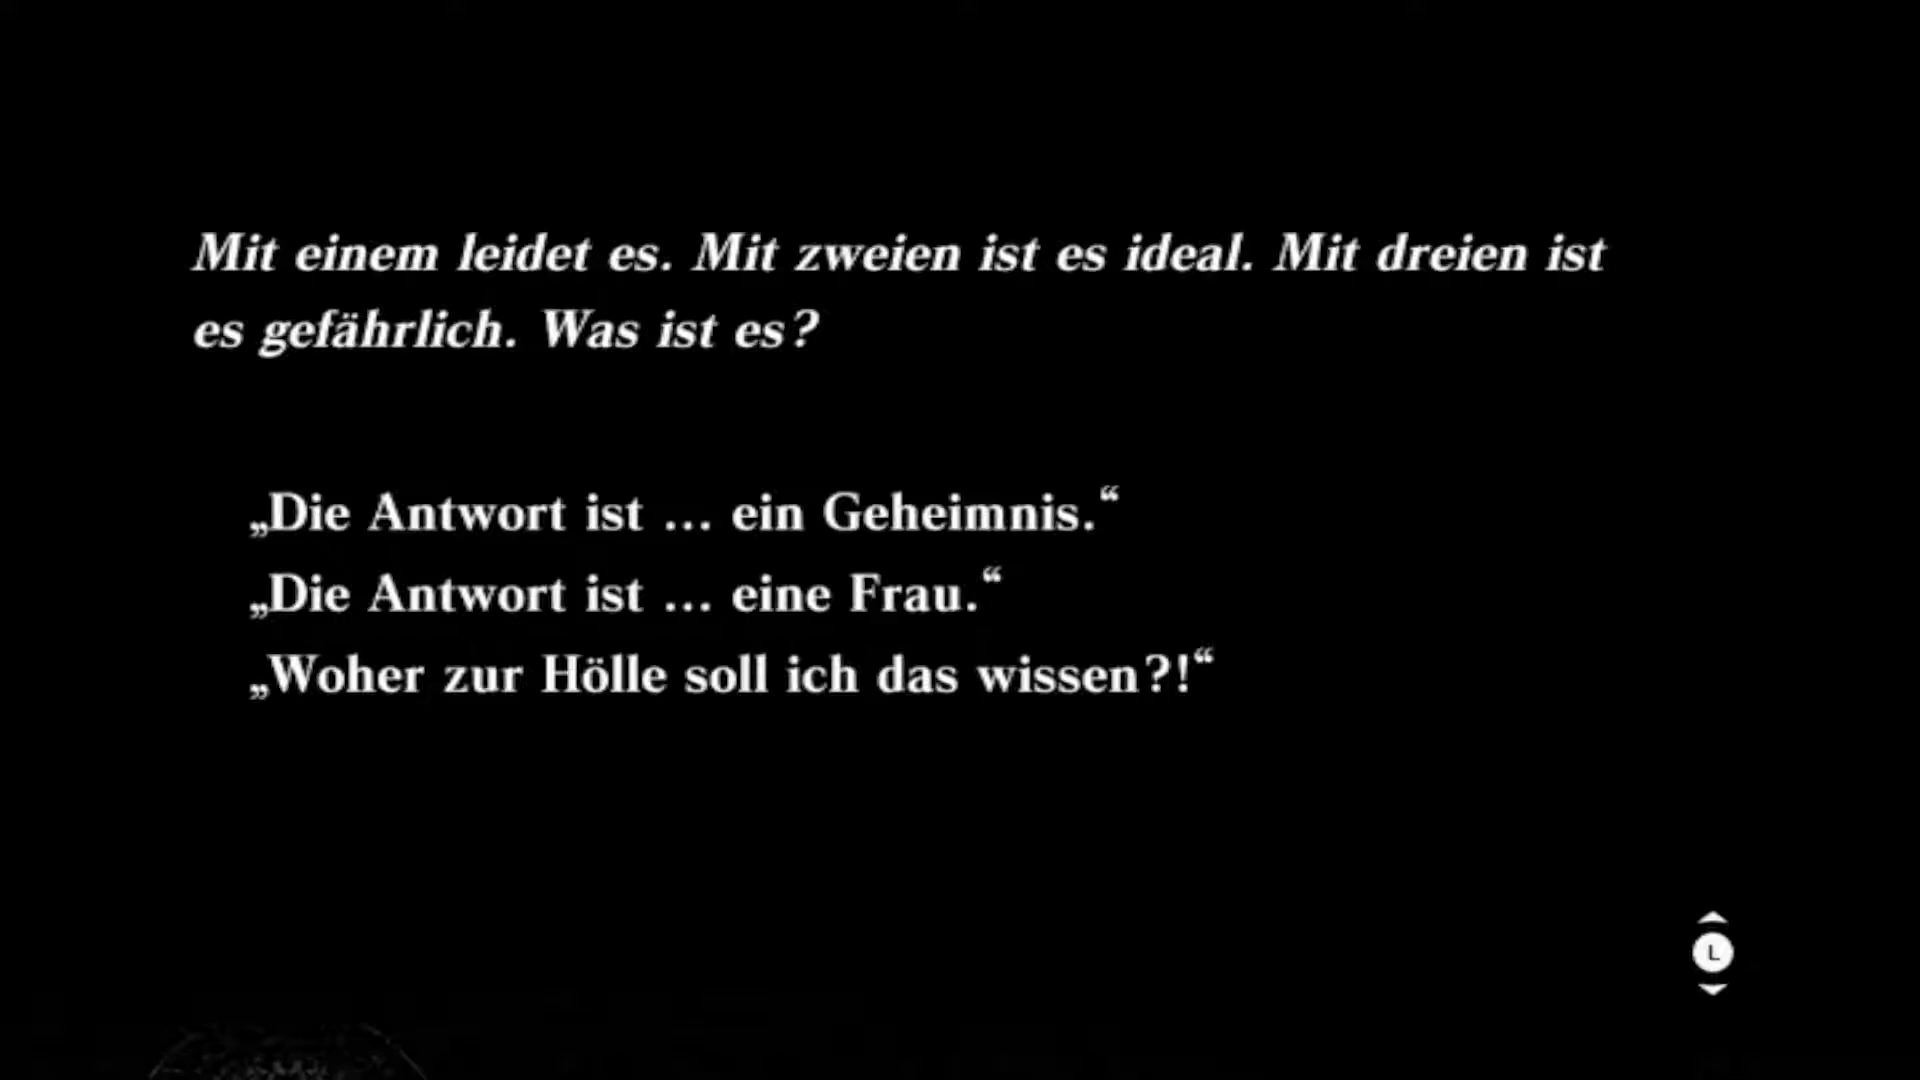 Mit einem leidet es. Mit zweien ist es ideal. Mit dreien ist
es gefährlich. Was ist es?
„Die Antwort ist ... ein Geheimnis.“
„Die Antwort ist ... eine Frau.“
„Woher zur Hölle soll ich das wissen?!“
L